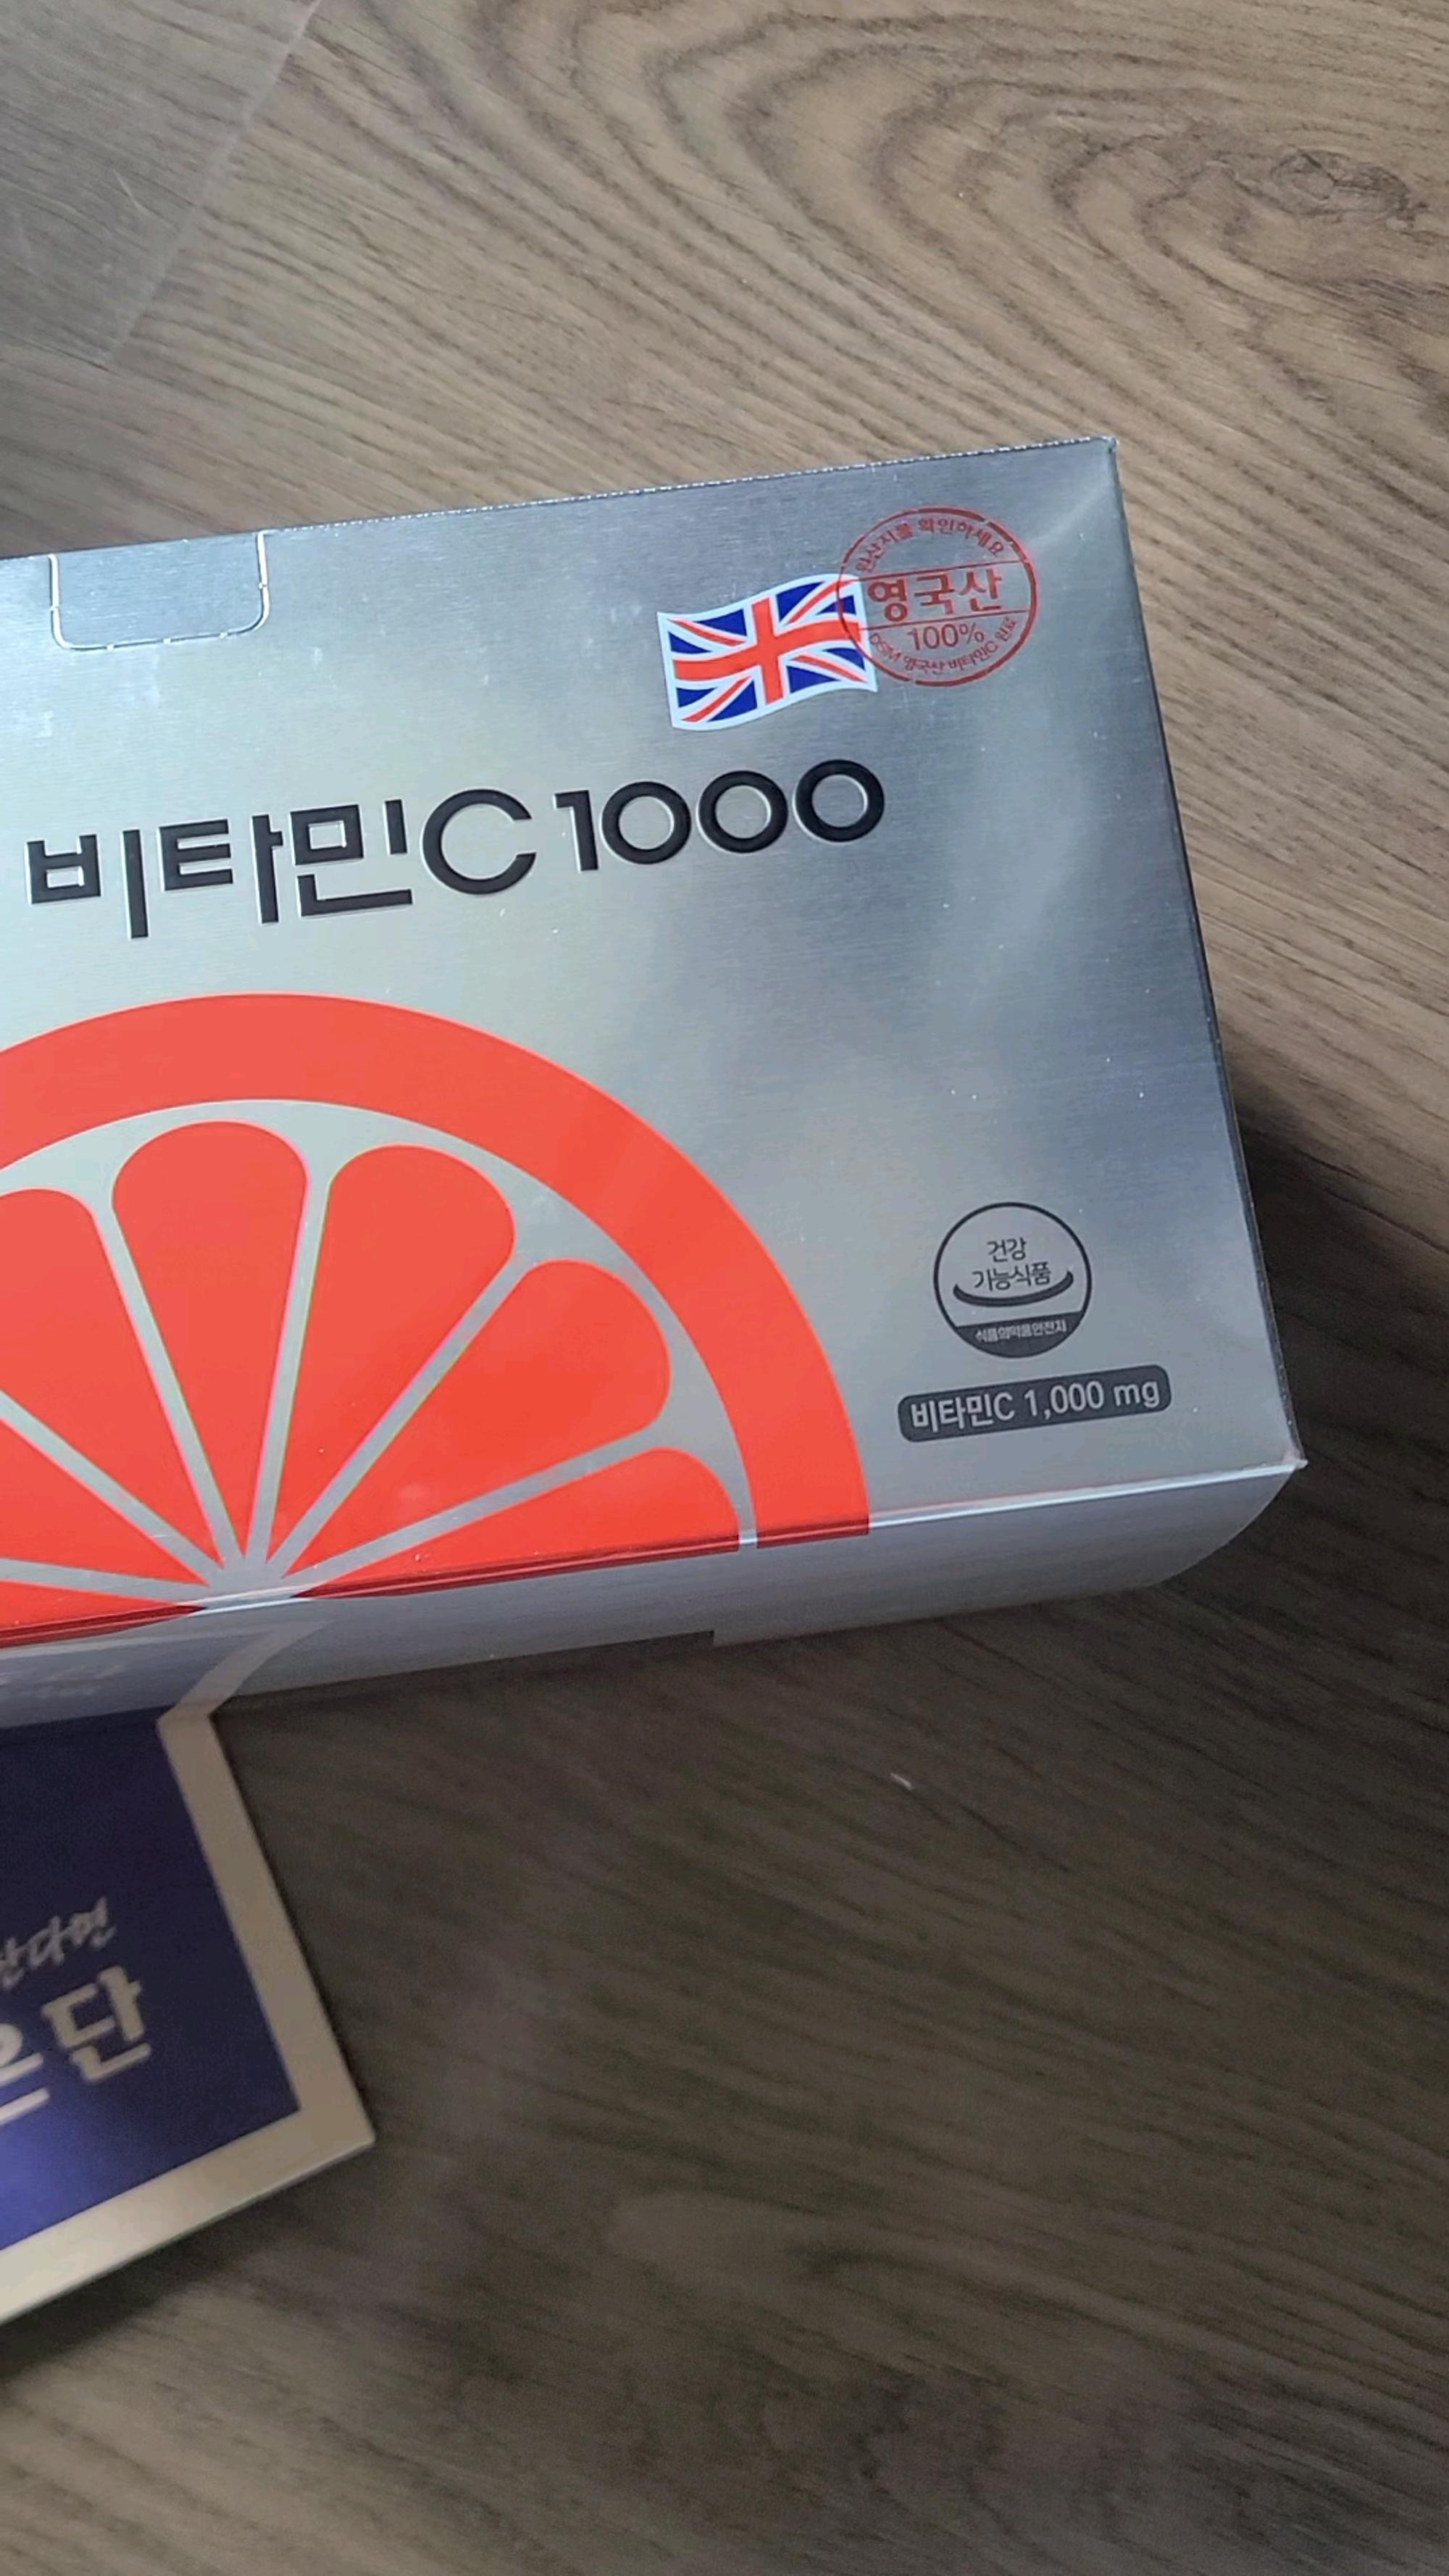 원산지를 확인하세요
영국산
100%
DSM 영국산 비타민C 원료
비타민C 1000
건강
기능식품
식품의약품안전처
비타민C 1,000 mg
은단